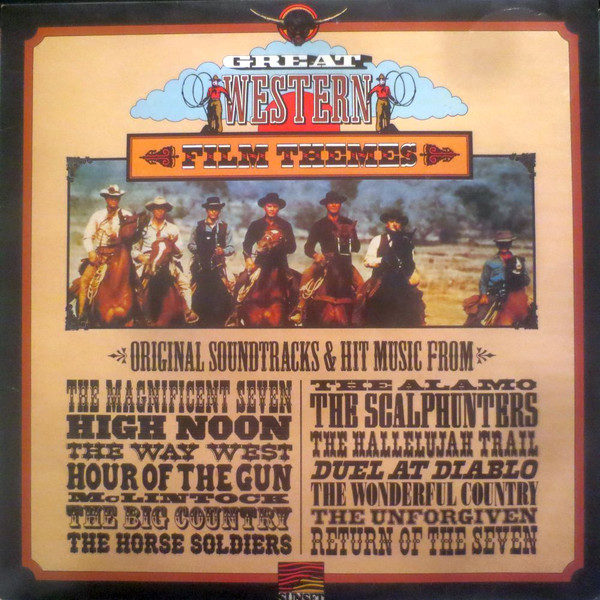 GREAT
WESTERN
FILM THEMES
ORIGINAL SOUNDTRACKS & HIT MUSIC FROM
THE MAGNIFICENT SEVEN
HIGH NOON
THE WAY WEST
HOUR OF THE GUN
McLINTOCK
THE BIG COUNTRY
THE HORSE SOLDIERS
THE ALAMO
THE SCALPHUNTERS
THE HALLELUJAH TRAIL
DUEL AT DIABLO
THE WONDERFUL COUNTRY
THE UNFORGIVEN
RETURN OF THE SEVEN
SUNSET